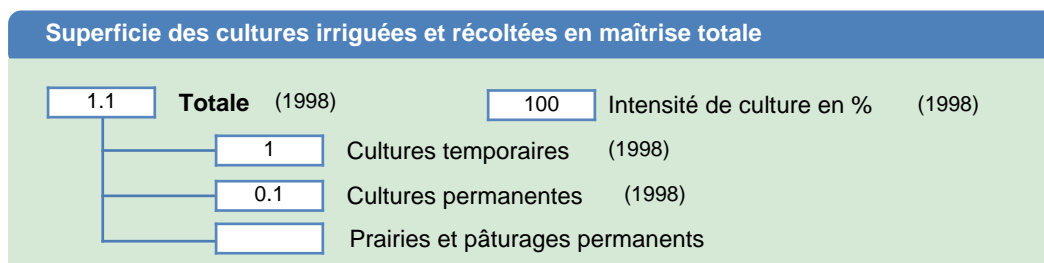 Superficie des cultures irriguées et récoltées en maîtrise totale
1.1 Totale (1998) 100 Intensité de culture en % (1998)
1 Cultures temporaires (1998)
0.1 Cultures permanentes (1998)
Prairies et pâturages permanents